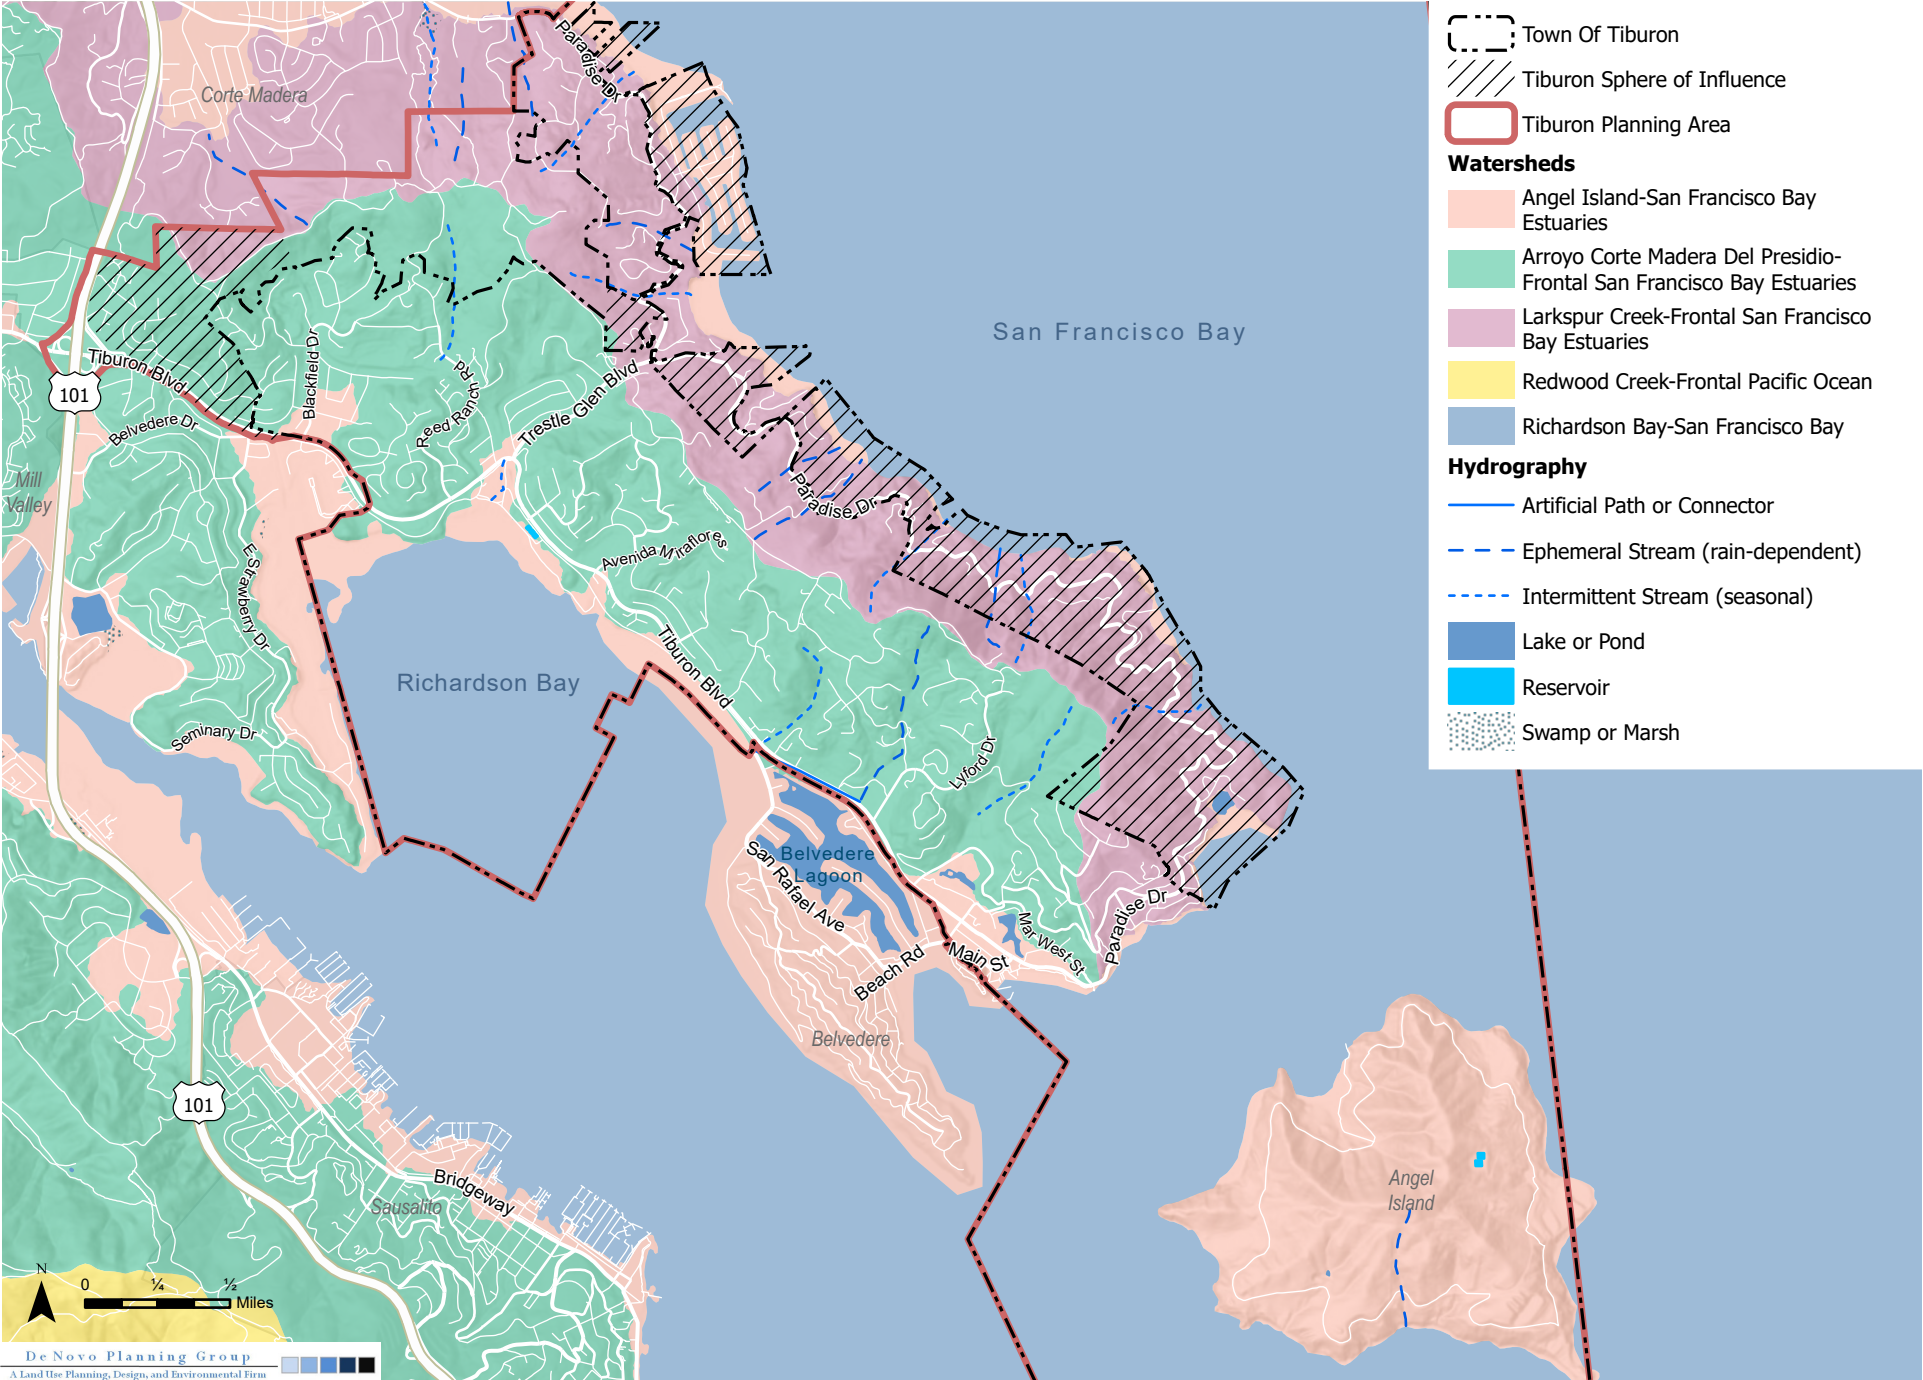 Town Of Tiburon
Tiburon Sphere of Influence
Tiburon Planning Area
Watersheds
Angel Island-San Francisco Bay
Estuaries
Arroyo Corte Madera Del Presidio-
Frontal San Francisco Bay Estuaries
Larkspur Creek-Frontal San Francisco
Bay Estuaries
Redwood Creek-Frontal Pacific Ocean
Richardson Bay-San Francisco Bay
Hydrography
Artificial Path or Connector
Ephemeral Stream (rain-dependent)
Intermittent Stream (seasonal)
Lake or Pond
Reservoir
Swamp or Marsh
Paradise Dr
Corte Madera
San Francisco Bay
Tiburon Blvd
101
Blackfield Dr
Reed Ranch Rd
Trestle Glen Blvd
Belvedere Dr
Mill
Valley
Paradise Dr
E Strawberry Dr
Avenida Miraflores
Tiburon Blvd
Richardson Bay
Seminary Dr
Lyford Dr
Belvedere
Lagoon
San Rafael Ave
Paradise Dr
Mar West St
Main St
Beach Rd
Belvedere
101
Angel
Island
Bridgeway
Sausalito
N
0 ¼ ½
Miles
De Novo Planning Group
A Land Use Planning, Design, and Environmental Firm